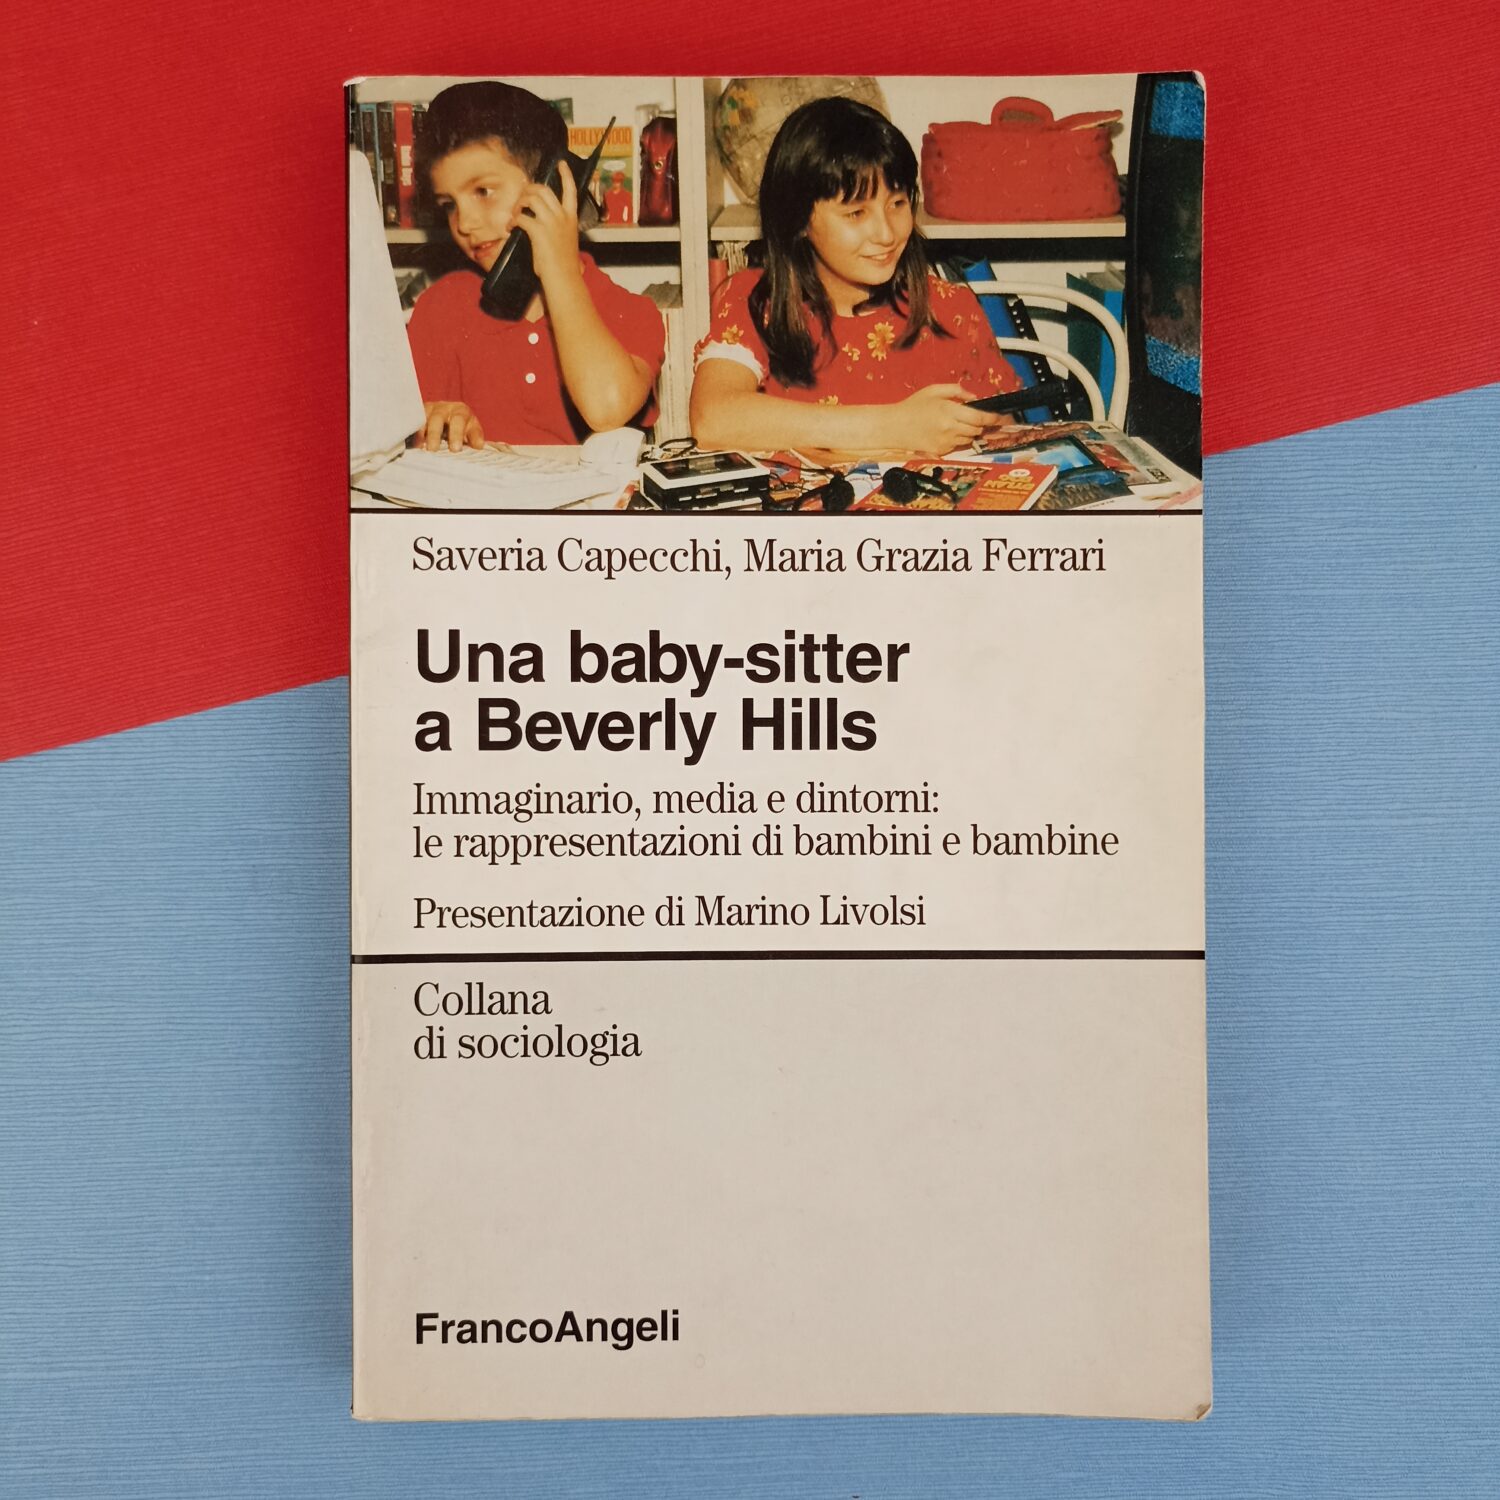 HOLLYWOOD
Saveria Capecchi, Maria Grazia Ferrari
Una baby-sitter
a Beverly Hills
Immaginario, media e dintorni:
le rappresentazioni di bambini e bambine
Presentazione di Marino Livolsi
Collana
di sociologia
FrancoAngeli